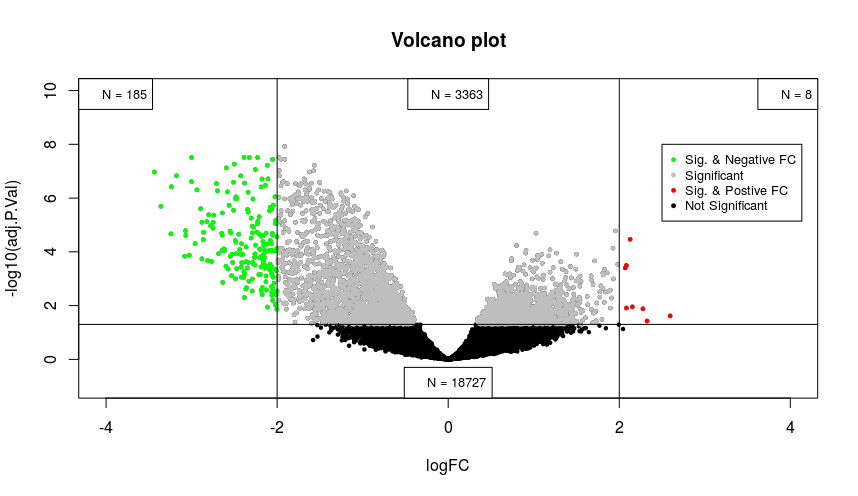 Volcano plot
N = 185
N = 3363
N = 8
Sig. & Negative FC
Significant
Sig. & Postive FC
Not Significant
N = 18727
-log10(adj.P.Val)
10
8
6
4
2
0
-4
-2
0
2
4
logFC